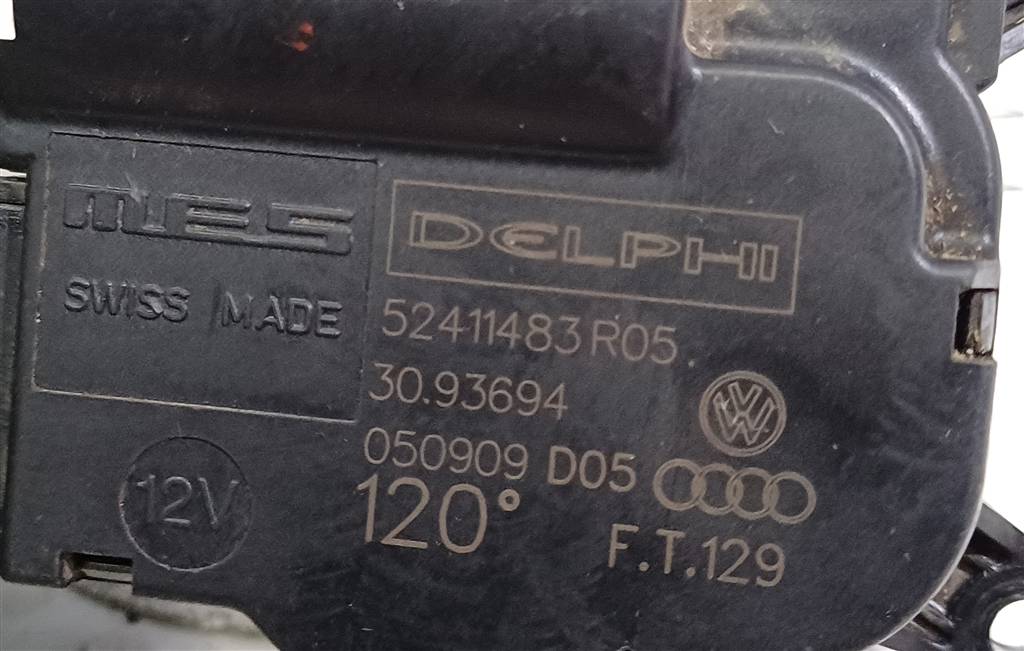 MES
SWISS MADE
12V
DELPHI
52411483R05
30.93694
050909 D05
120°
F.T.129